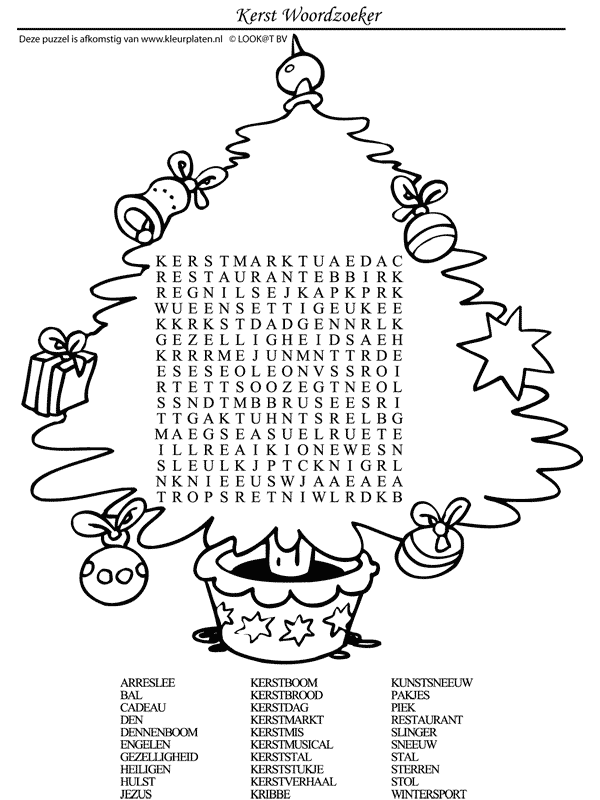 Kerst Woordzoeker
Deze puzzel is afkomstig van www.kleurplaten.nl © LOOK@T BV
K E R S T M A R K T U A E D A C
R E S T A U R A N T E B B I R K
R E G N I L S E J K A P K P R K
W U E E N S E T T I G E U K E E
K K R K S T D A D G E N N R L K
G E Z E L L I G H E I D S A E H
K R R R M E J U N M N T T R D E
E S E S E O L E O N V S S R O I
R T E T T S O O Z E G T N E O L
S S N D T M B B R U S E E S R I
T T G A K T U H N T S R E L B G
M A E G S E A S U E L R U E T E
I L L R E A I K I O N E W E S N
S L E U L K J P T C K N I G R L
N K N I E E U S W J A A E A E A
T R O P S R E T N I W L R D K B
ARRESLEE KERSTBOOM KUNSTSNEEUW
BAL KERSTBROOD PAKJES
CADEAU KERSTDAG PIEK
DEN KERSTMARKT RESTAURANT
DENNENBOOM KERSTMIS SLINGER
ENGELEN KERSTMUSICAL SNEEUW
GEZELLIGHEID KERSTSTAL STAL
HEILIGEN KERSTSTUKJE STERREN
HULST KERSTVERHAAL STOL
JEZUS KRIBBE WINTERSPORT